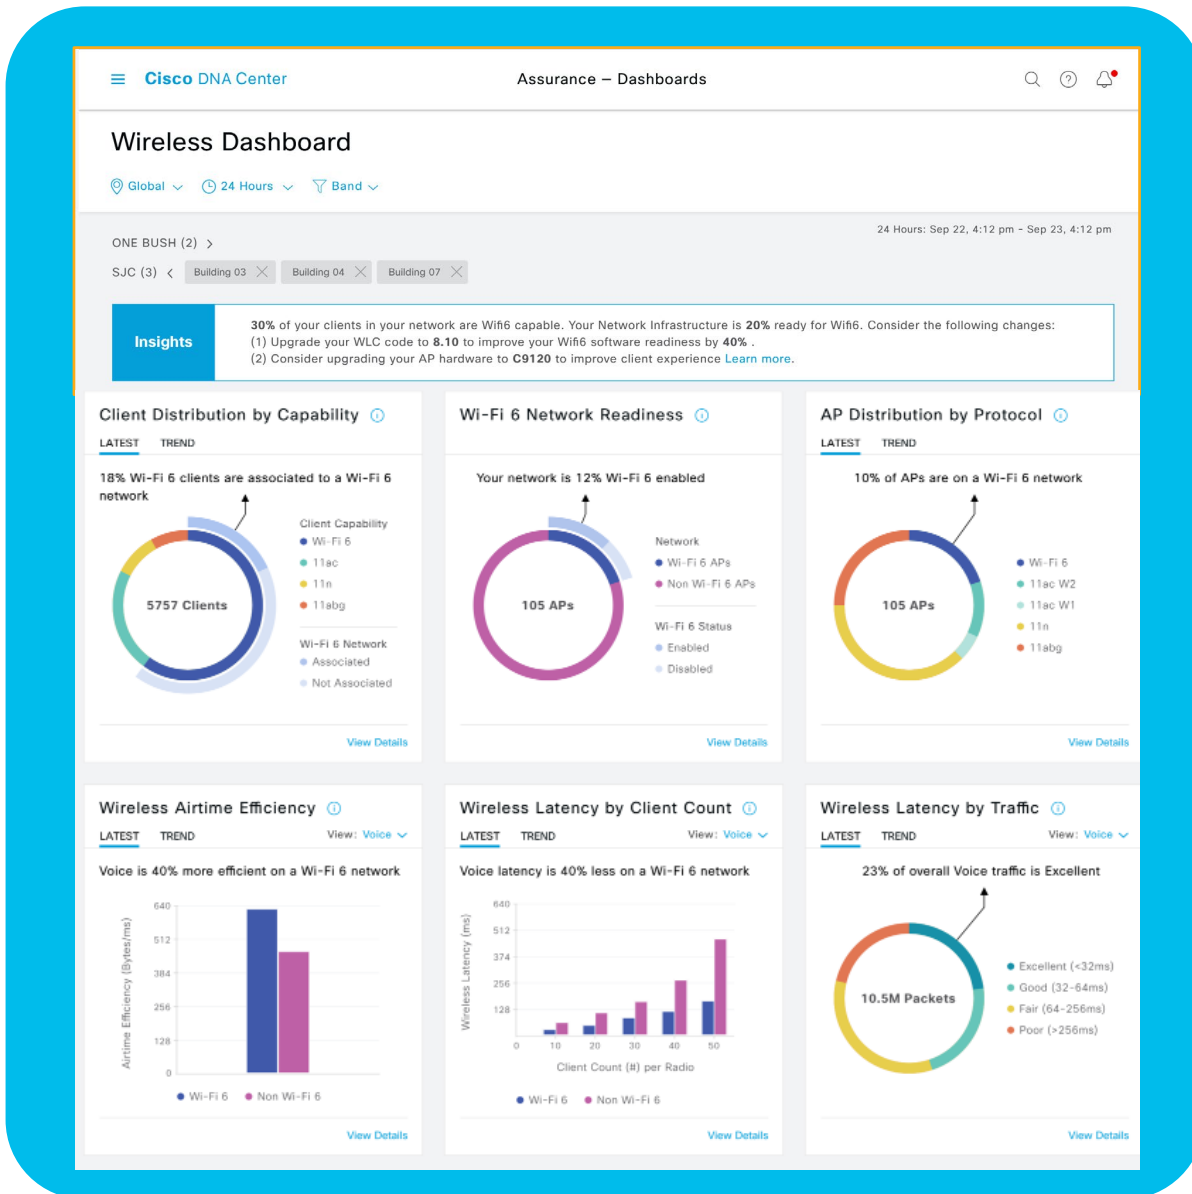 Cisco DNA Center
Assurance – Dashboards
Wireless Dashboard
Global
24 Hours
Band
24 Hours: Sep 22, 4:12 pm - Sep 23, 4:12 pm
ONE BUSH (2)
SJC (3)
Building 03
Building 04
Building 07
Insights
30% of your clients in your network are Wifi6 capable. Your Network Infrastructure is 20% ready for Wifi6. Consider the following changes:
(1) Upgrade your WLC code to 8.10 to improve your Wifi6 software readiness by 40% .
(2) Consider upgrading your AP hardware to C9120 to improve client experience Learn more.
Client Distribution by Capability
LATEST TREND
18% Wi-Fi 6 clients are associated to a Wi-Fi 6
network
5757 Clients
Client Capability
Wi-Fi 6
11ac
11n
11abg
Wi-Fi 6 Network
Associated
Not Associated
View Details
Wi-Fi 6 Network Readiness
Your network is 12% Wi-Fi 6 enabled
105 APs
Network
Wi-Fi 6 APs
Non Wi-Fi 6 APs
Wi-Fi 6 Status
Enabled
Disabled
View Details
AP Distribution by Protocol
LATEST TREND
10% of APs are on a Wi-Fi 6 network
105 APs
Wi-Fi 6
11ac W2
11ac W1
11n
11abg
View Details
Wireless Airtime Efficiency
LATEST TREND View: Voice
Voice is 40% more efficient on a Wi-Fi 6 network
Airtime Efficiency (Bytes/ms)
640
512
384
256
128
0
Wi-Fi 6 Non Wi-Fi 6
View Details
Wireless Latency by Client Count
LATEST TREND View: Voice
Voice latency is 40% less on a Wi-Fi 6 network
Wireless Latency (ms)
640
512
374
256
128
0 10 20 30 40 50
Client Count (#) per Radio
Wi-Fi 6 Non Wi-Fi 6
View Details
Wireless Latency by Traffic
LATEST TREND View: Voice
23% of overall Voice traffic is Excellent
10.5M Packets
Excellent (<32ms)
Good (32-64ms)
Fair (64-256ms)
Poor (>256ms)
View Details